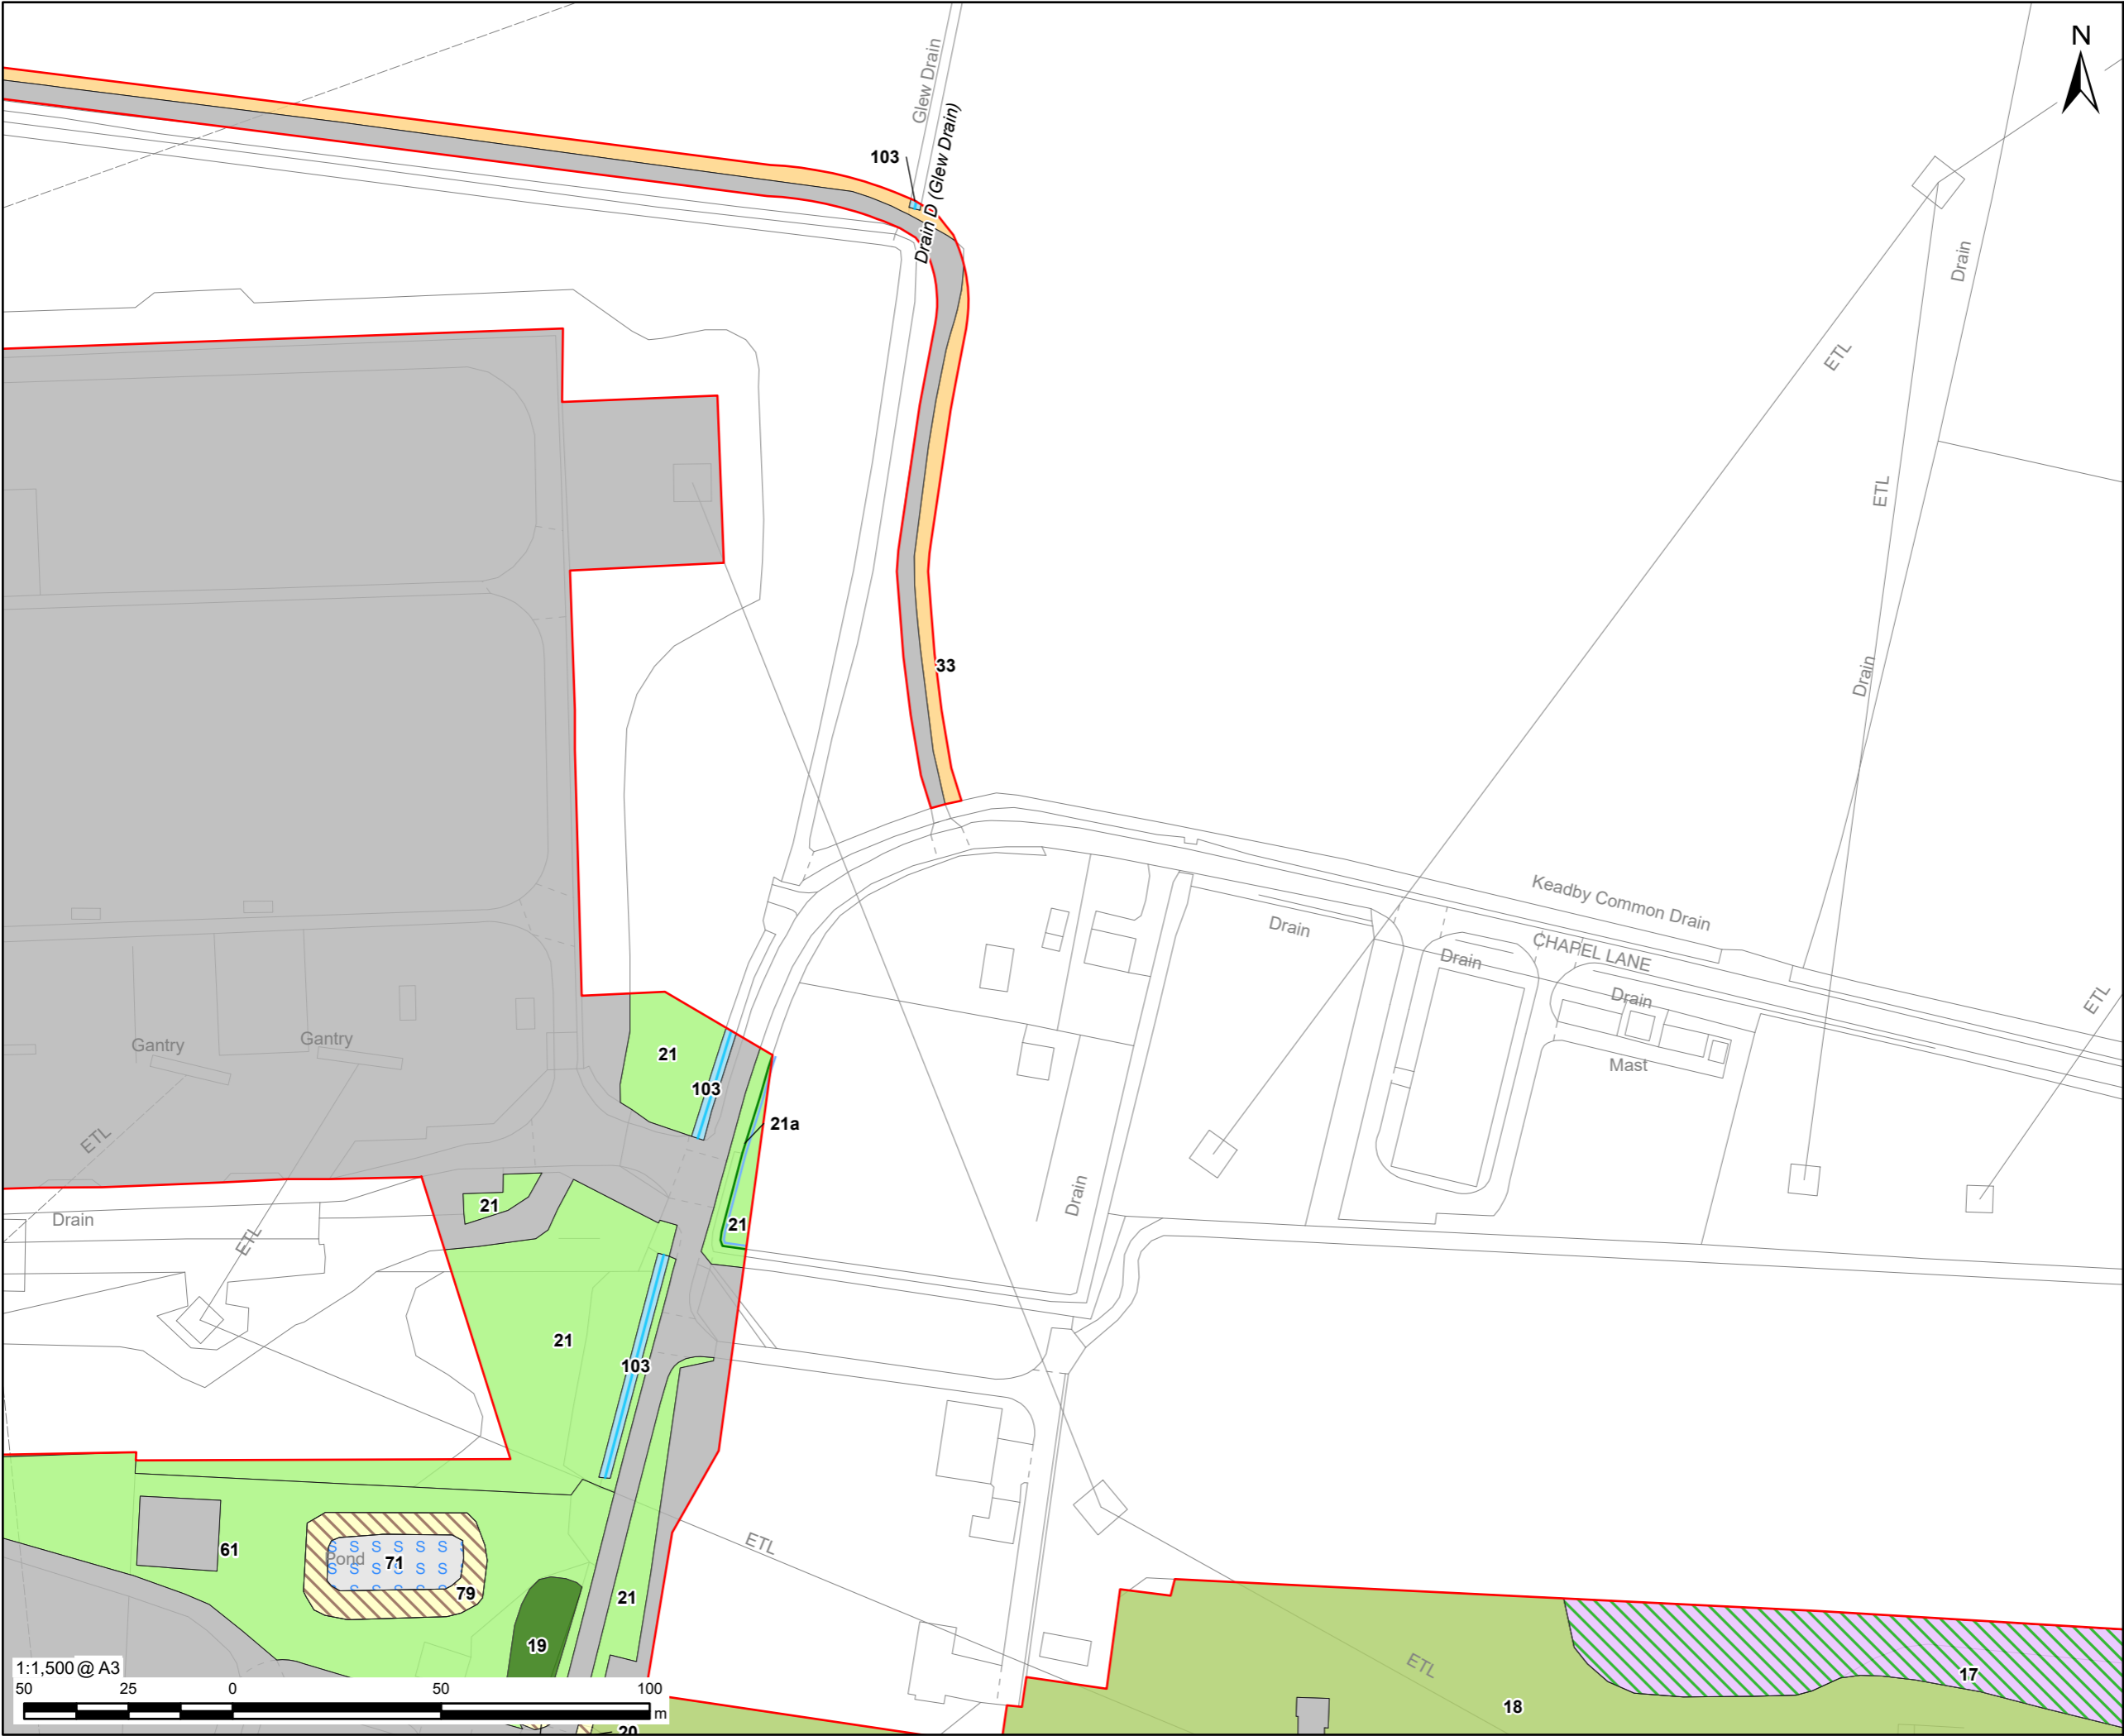 N
Glew Drain
Drain D (Glew Drain)
103
Drain
ETL
ETL
33
Drain
Keadby Common Drain
CHAPEL LANE
Drain
Drain
Drain
Mast
ETL
Gantry
Gantry
21
103
21a
ETL
21
21
Drain
ETL
Drain
21
103
ETL
61
Pond
71
79
19
21
ETL
17
18
20
1:1,500 @ A3
50 25 0 50 100
m